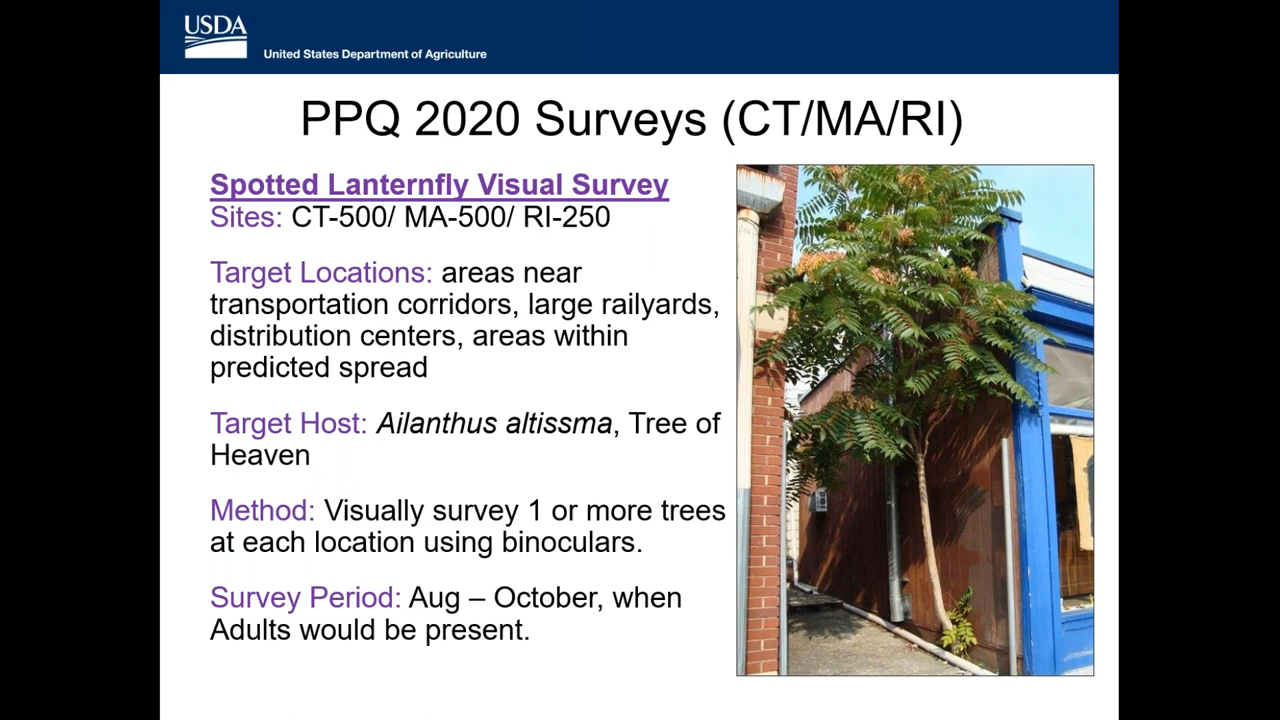 USDA
United States Department of Agriculture
PPQ 2020 Surveys (CT/MA/RI)
Spotted Lanternfly Visual Survey
Sites: CT-500/ MA-500/ RI-250
Target Locations: areas near
transportation corridors, large railyards,
distribution centers, areas within
predicted spread
Target Host: Ailanthus altissma, Tree of
Heaven
Method: Visually survey 1 or more trees
at each location using binoculars.
Survey Period: Aug – October, when
Adults would be present.